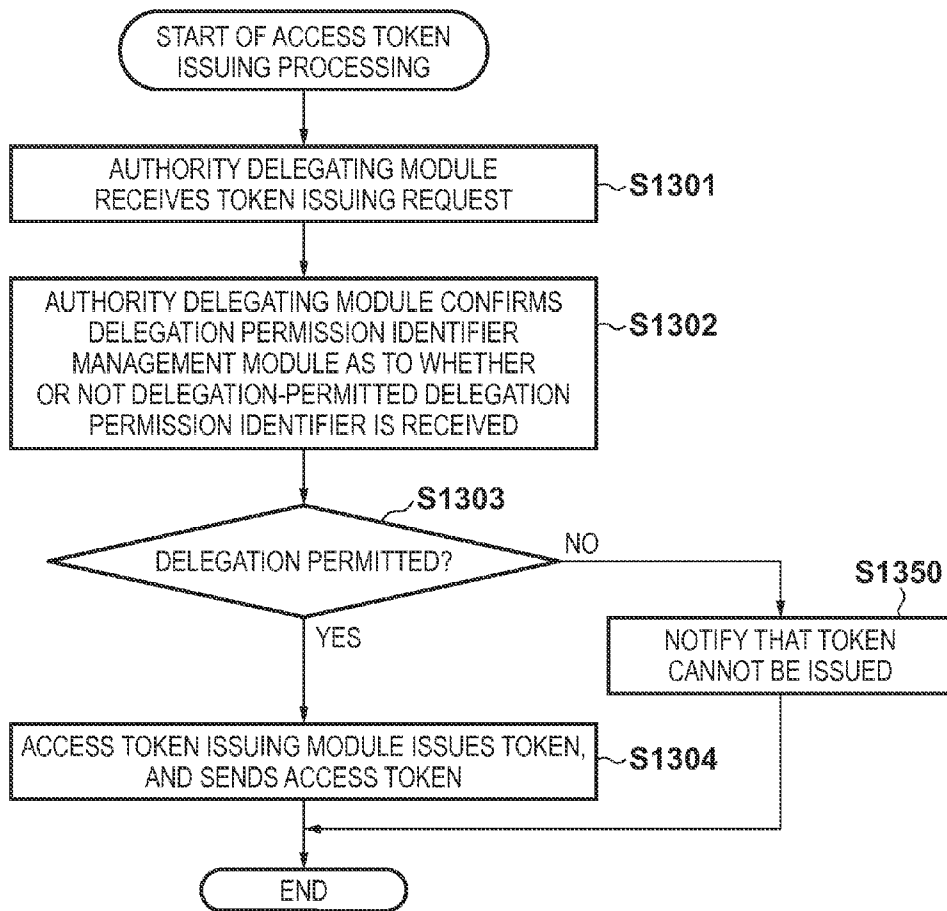 START OF ACCESS TOKEN
ISSUING PROCESSING
AUTHORITY DELEGATING MODULE
RECEIVES TOKEN ISSUING REQUEST
S1301
AUTHORITY DELEGATING MODULE CONFIRMS
DELEGATION PERMISSION IDENTIFIER
MANAGEMENT MODULE AS TO WHETHER
OR NOT DELEGATION-PERMITTED DELEGATION
PERMISSION IDENTIFIER IS RECEIVED
S1302
S1303
DELEGATION PERMITTED?
NO
YES
S1350
NOTIFY THAT TOKEN
CANNOT BE ISSUED
ACCESS TOKEN ISSUING MODULE ISSUES TOKEN,
AND SENDS ACCESS TOKEN
S1304
END